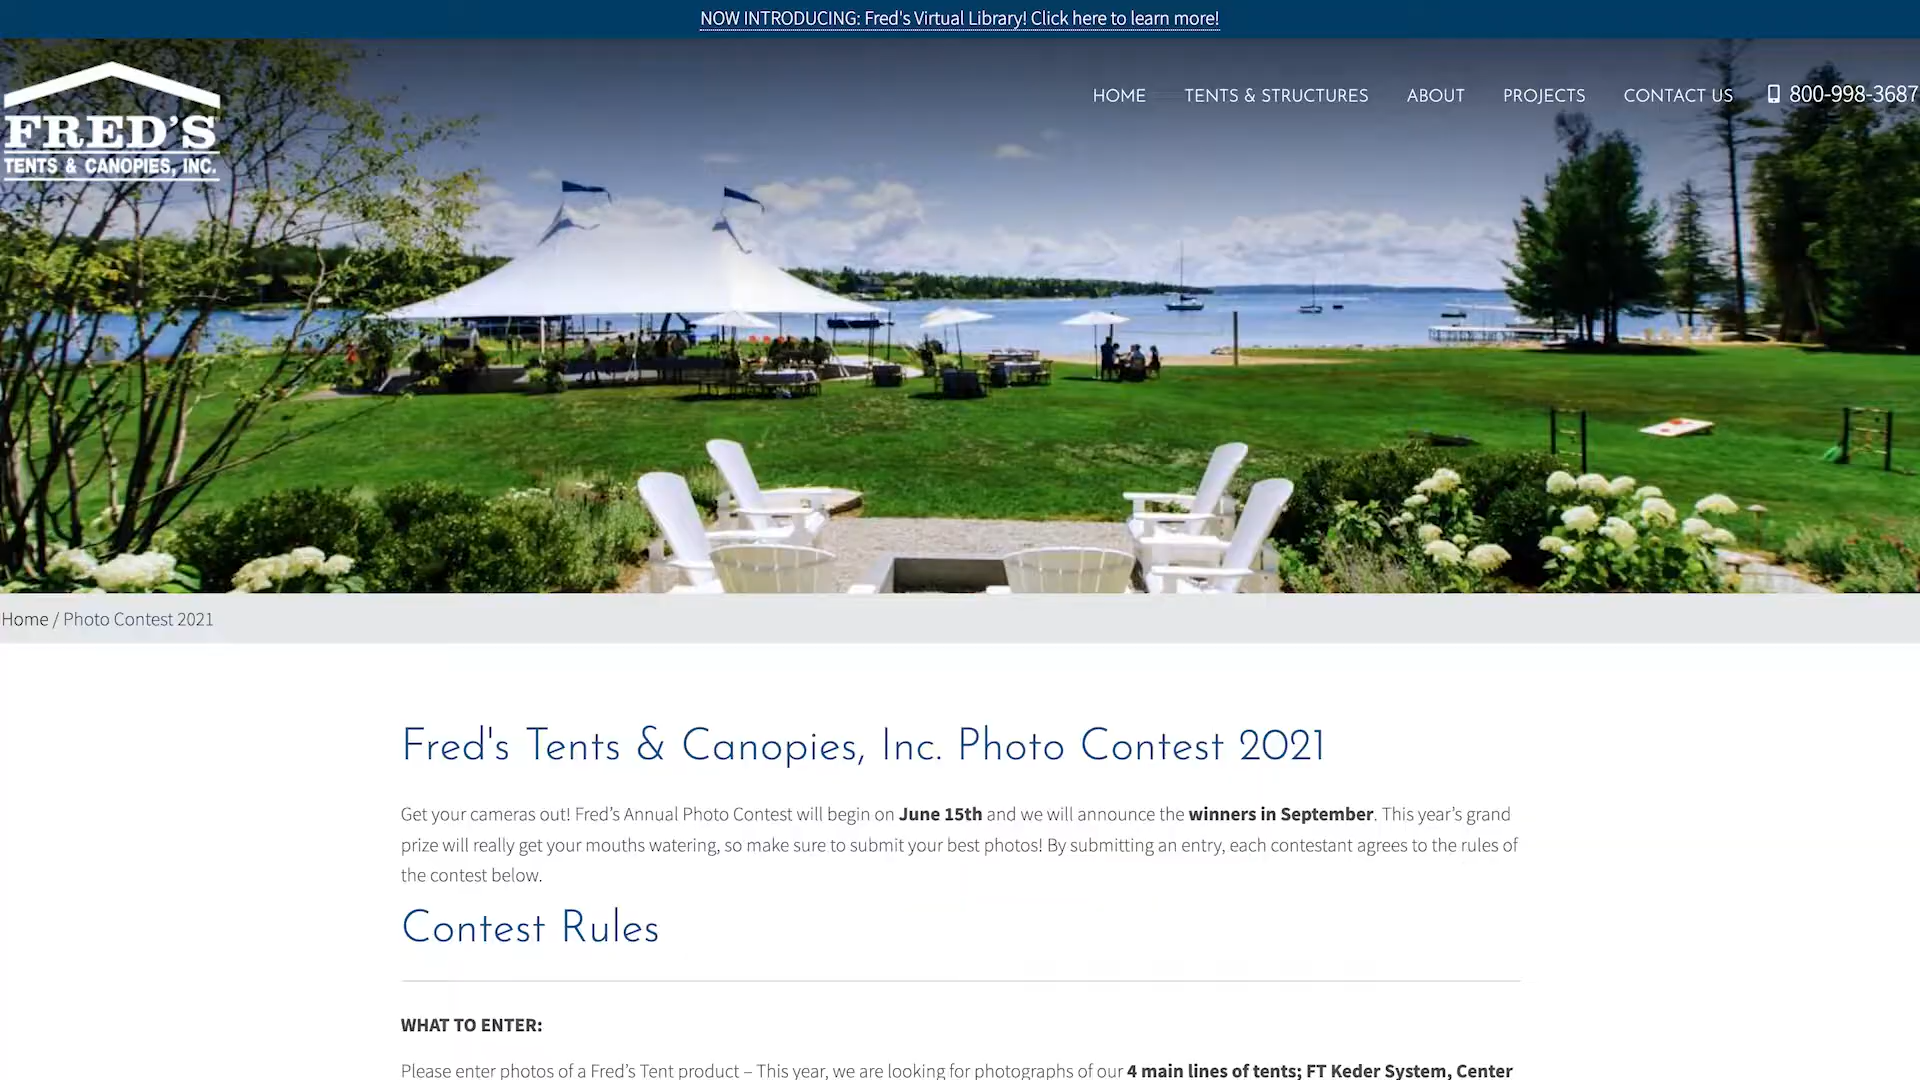 NOW INTRODUCING: Fred's Virtual Library! Click here to learn more!
FRED'S
TENTS & CANOPIES, INC.
HOME TENTS & STRUCTURES ABOUT PROJECTS CONTACT US 800-998-3687
Home / Photo Contest 2021
Fred's Tents & Canopies, Inc. Photo Contest 2021
Get your cameras out! Fred’s Annual Photo Contest will begin on June 15th and we will announce the winners in September. This year’s grand
prize will really get your mouths watering, so make sure to submit your best photos! By submitting an entry, each contestant agrees to the rules of
the contest below.
Contest Rules
WHAT TO ENTER:
Please enter photos of a Fred’s Tent product – This year, we are looking for photographs of our 4 main lines of tents; FT Keder System, Center